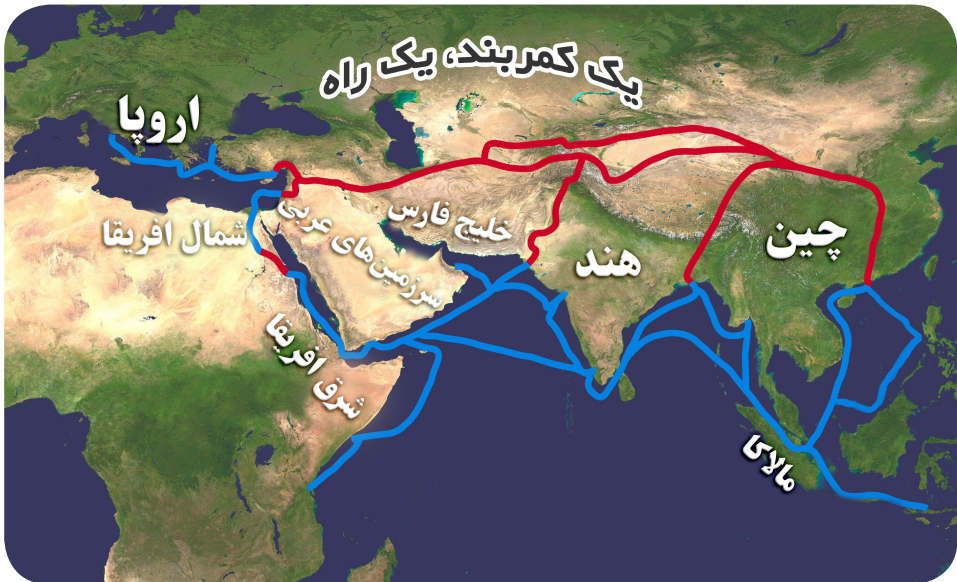 یک کمربند، یک راه
اروپا
شمال افریقا
سرزمین‌های عربی
خلیج فارس
هند
چین
شرق افریقا
مالاکا